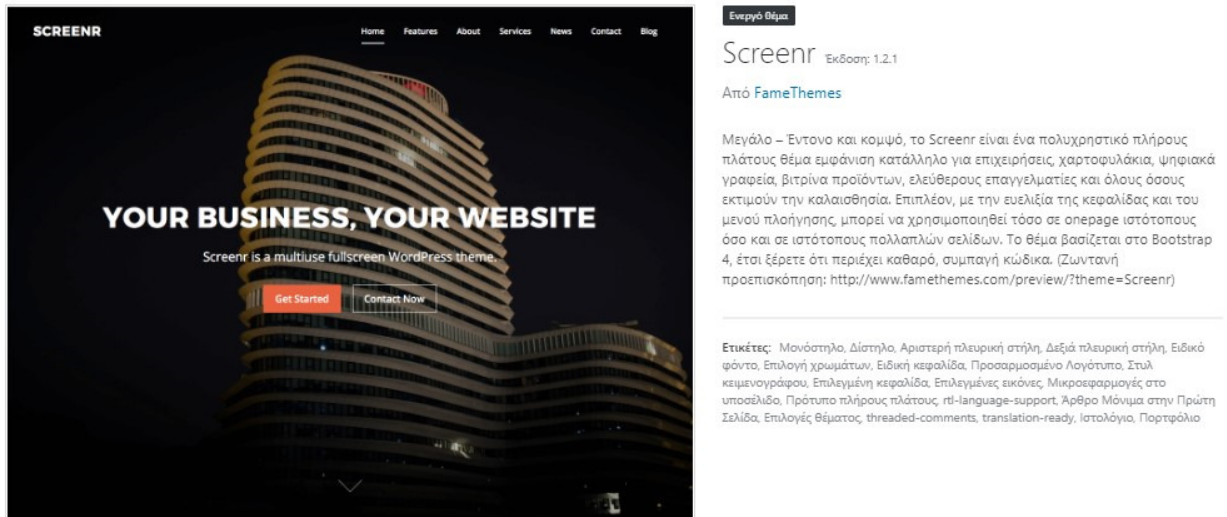 SCREENR
Home Features About Services News Contact Blog
YOUR BUSINESS, YOUR WEBSITE
Screenr is a multiuse fullscreen WordPress theme.
Get Started Contact Now
Ενεργό θέμα
Screenr Έκδοση: 1.2.1
Από FameThemes
Μεγάλο – Έντονο και κομψό, το Screenr είναι ένα πολυχρηστικό πλήρους
πλάτους θέμα εμφάνιση κατάλληλο για επιχειρήσεις, χαρτοφυλάκια, ψηφιακά
γραφεία, βιτρίνα προϊόντων, ελεύθερους επαγγελματίες και όλους όσους
εκτιμούν την καλαισθησία. Επιπλέον, με την ευελιξία της κεφαλίδας και του
μενού πλοήγησης, μπορεί να χρησιμοποιηθεί τόσο σε onepage ιστότοπους
όσο και σε ιστότοπους πολλαπλών σελίδων. Το θέμα βασίζεται στο Bootstrap
4, έτσι ξέρετε ότι περιέχει καθαρό, συμπαγή κώδικα. (Ζωντανή
προεπισκόπηση: http://www.famethemes.com/preview/?theme=Screenr)
Ετικέτες: Μονόστηλο, Δίστηλο, Αριστερή πλευρική στήλη, Δεξιά πλευρική στήλη, Ειδικό
φόντο, Επιλογή χρωμάτων, Ειδική κεφαλίδα, Προσαρμοσμένο Λογότυπο, Στυλ
κειμενογράφου, Επιλεγμένη κεφαλίδα, Επιλεγμένες εικόνες, Μικροεφαρμογές στο
υποσέλιδο, Πρότυπο πλήρους πλάτους, rtl-language-support, Άρθρο Μόνιμα στην Πρώτη
Σελίδα, Επιλογές θέματος, threaded-comments, translation-ready, Ιστολόγιο, Πορτφόλιο